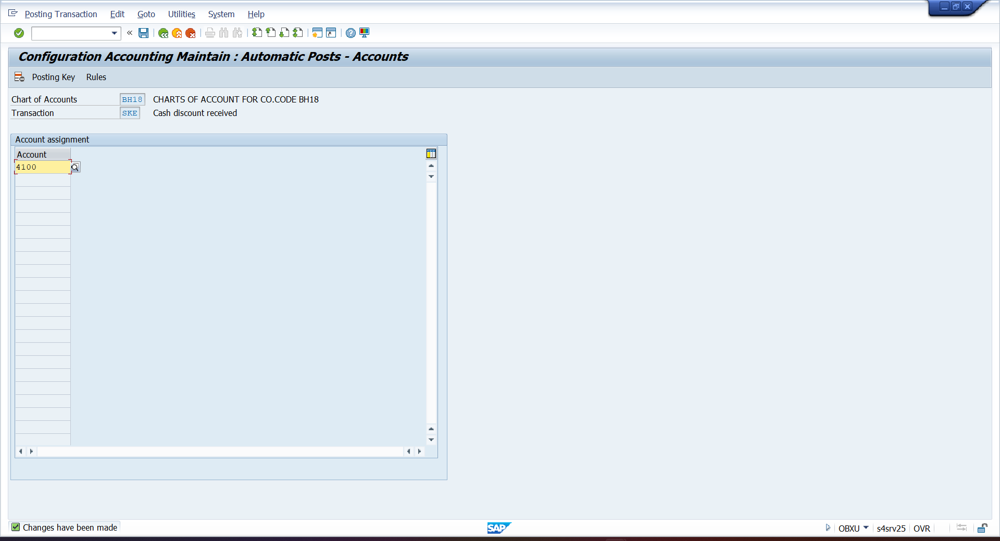 Posting Transaction Edit Goto Utilities System Help
«
Configuration Accounting Maintain : Automatic Posts - Accounts
Posting Key Rules
Chart of Accounts BH18 CHARTS OF ACCOUNT FOR CO.CODE BH18
Transaction SKE Cash discount received
Account assignment
Account
4100
Changes have been made SAP OBXU s4srv25 OVR